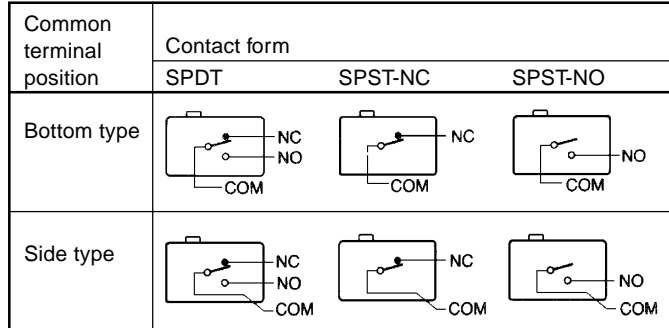 Common
terminal
position
Contact form
SPDT
SPST-NC
SPST-NO
Bottom type
NC
NO
COM
NC
COM
NO
COM
Side type
NC
NO
COM
NC
COM
NO
COM